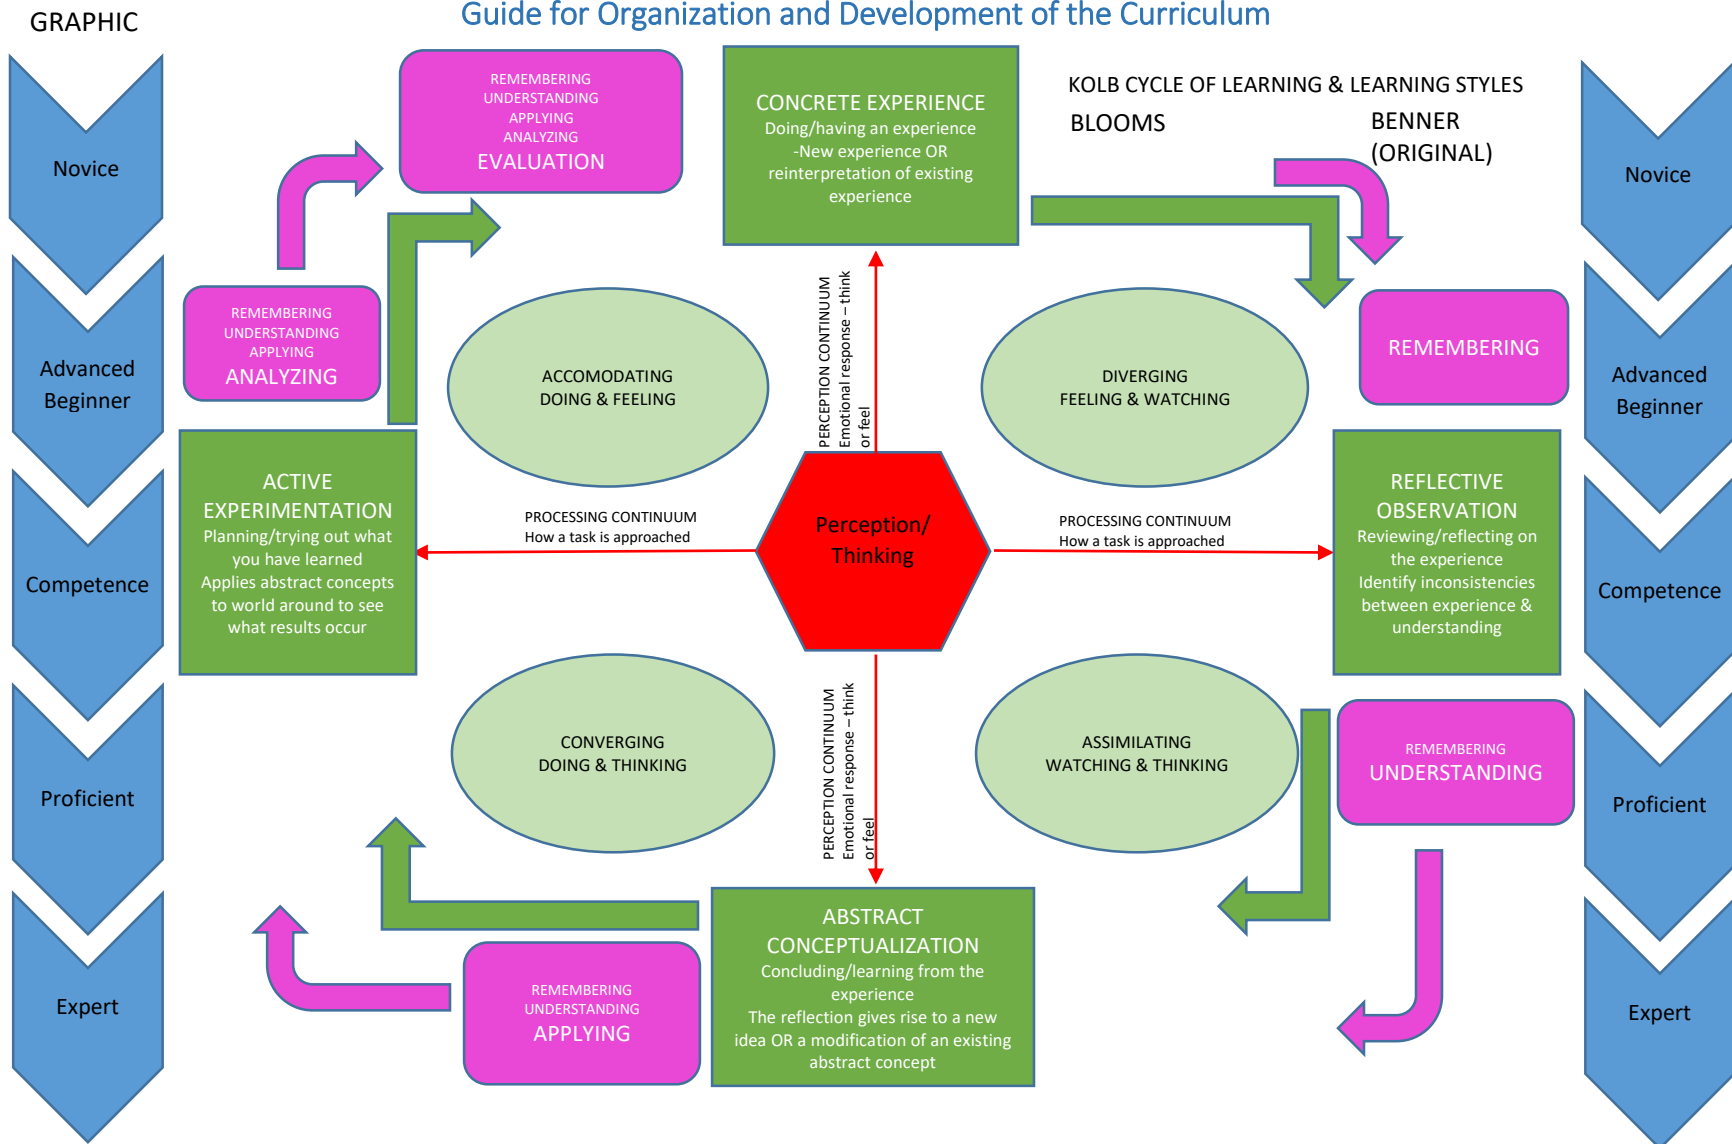 Guide for Organization and Development of the Curriculum
GRAPHIC
Novice
Advanced
Beginner
Competence
Proficient
Expert
REMEMBERING
UNDERSTANDING
APPLYING
ANALYZING
EVALUATION
CONCRETE EXPERIENCE
Doing/having an experience
-New experience OR
reinterpretation of existing
experience
KOLB CYCLE OF LEARNING & LEARNING STYLES
BLOOMS
BENNER
(ORIGINAL)
REMEMBERING
UNDERSTANDING
APPLYING
ANALYZING
ACCOMODATING
DOING & FEELING
PERCEPTION CONTINUUM
Emotional response – think
or feel
DIVERGING
FEELING & WATCHING
REMEMBERING
ACTIVE
EXPERIMENTATION
Planning/trying out what
you have learned
Applies abstract concepts
to world around to see
what results occur
PROCESSING CONTINUUM
How a task is approached
Perception/
Thinking
PROCESSING CONTINUUM
How a task is approached
REFLECTIVE
OBSERVATION
Reviewing/reflecting on
the experience
Identify inconsistencies
between experience &
understanding
CONVERGING
DOING & THINKING
PERCEPTION CONTINUUM
Emotional response – think
or feel
ASSIMILATING
WATCHING & THINKING
REMEMBERING
UNDERSTANDING
REMEMBERING
UNDERSTANDING
APPLYING
ABSTRACT
CONCEPTUALIZATION
Concluding/learning from the
experience
The reflection gives rise to a new
idea OR a modification of an existing
abstract concept
Novice
Advanced
Beginner
Competence
Proficient
Expert